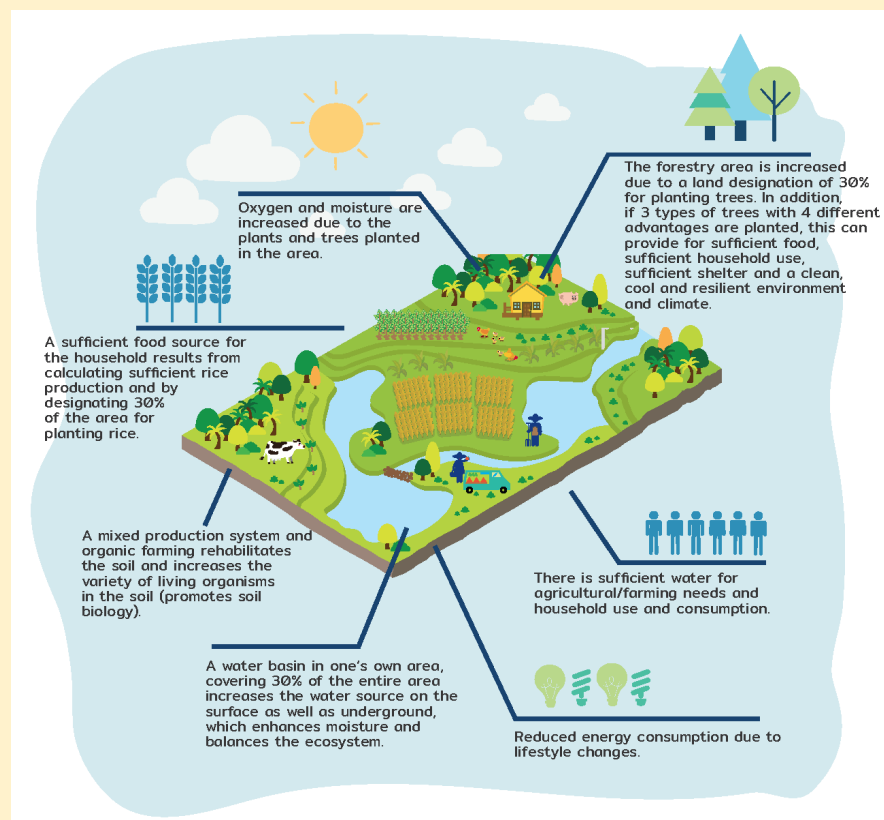 The forestry area is increased
due to a land designation of 30%
for planting trees. In addition,
if 3 types of trees with 4 different
advantages are planted, this can
provide for sufficient food,
sufficient household use,
sufficient shelter and a clean,
cool and resilient environment
and climate.
Oxygen and moisture are
increased due to the
plants and trees planted
in the area.
A sufficient food source for
the household results from
calculating sufficient rice
production and by
designating 30%
of the area for
planting rice.
A mixed production system and
organic farming rehabilitates
the soil and increases the
variety of living organisms
in the soil (promotes soil
biology).
There is sufficient water for
agricultural/farming needs and
household use and consumption.
A water basin in one's own area,
covering 30% of the entire area
increases the water source on the
surface as well as underground,
which enhances moisture and
balances the ecosystem.
Reduced energy consumption due to
lifestyle changes.